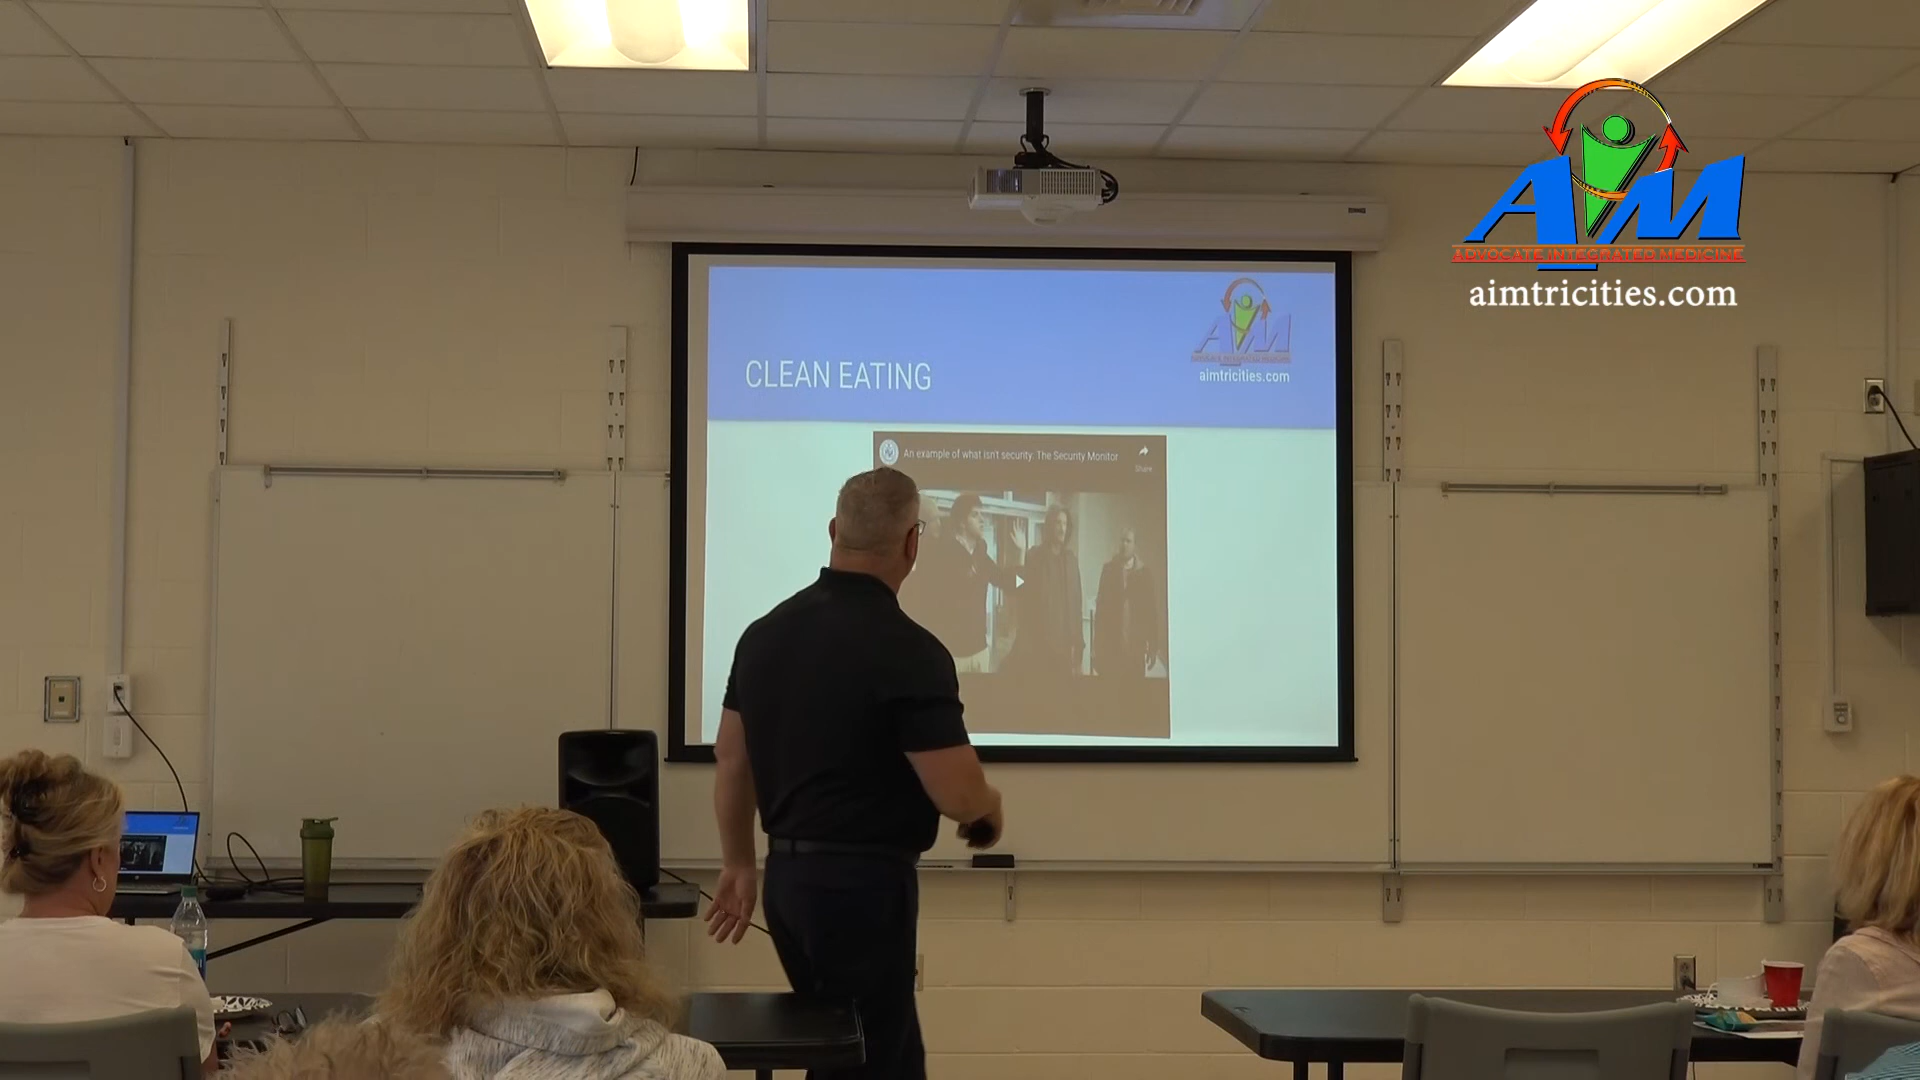 AIM
ADVOCATE INTEGRATED MEDICINE
aimtricities.com
AIM
aimtricities.com
CLEAN EATING
An example of what isn't security: The Security Monitor
Share